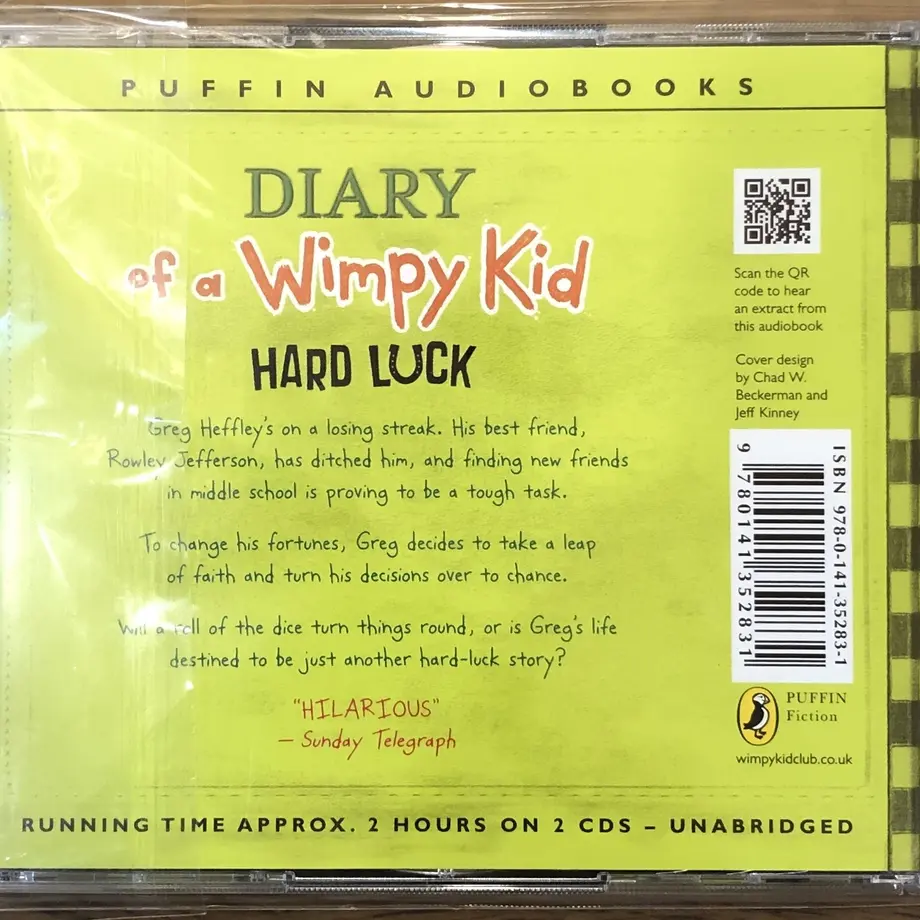 PUFFIN AUDIOBOOKS
DIARY
of a Wimpy Kid
HARD LUCK
Greg Heffley's on a losing streak. His best friend,
Rowley Jefferson, has ditched him, and finding new friends
in middle school is proving to be a tough task.
To change his fortunes, Greg decides to take a leap
of faith and turn his decisions over to chance.
Will a roll of the dice turn things round, or is Greg's life
destined to be just another hard-luck story?
"HILARIOUS"
– Sunday Telegraph
Scan the QR
code to hear
an extract from
this audiobook
Cover design
by Chad W.
Beckerman and
Jeff Kinney
ISBN 978-0-141-35283-1
9 780141 352831
PUFFIN
Fiction
wimpykidclub.co.uk
RUNNING TIME APPROX. 2 HOURS ON 2 CDS – UNABRIDGED